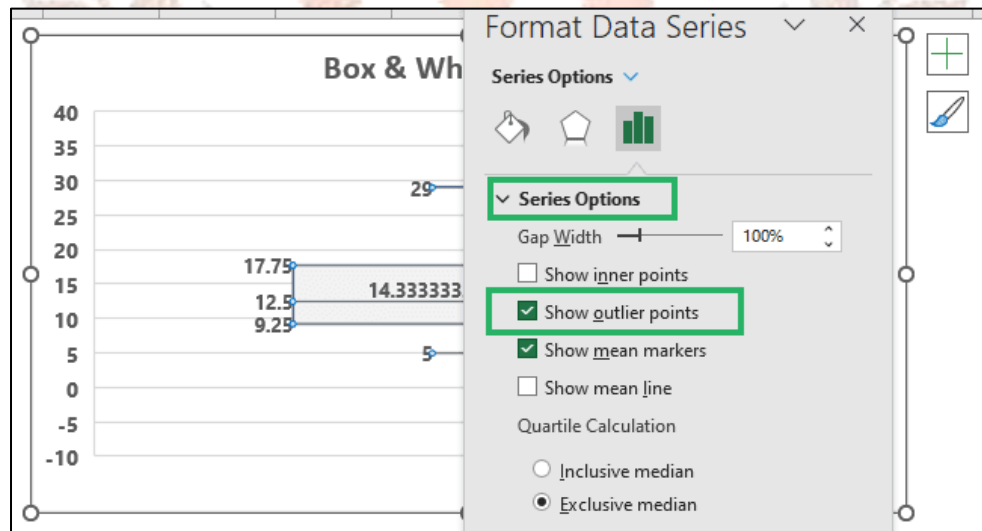 Format Data Series
Series Options
Box & Wh
40
35
30
25
20
15
10
5
0
-5
-10
29
17.75
14.333333
12.5
9.25
5
Series Options
Gap Width
100%
Show inner points
Show outlier points
Show mean markers
Show mean line
Quartile Calculation
Inclusive median
Exclusive median